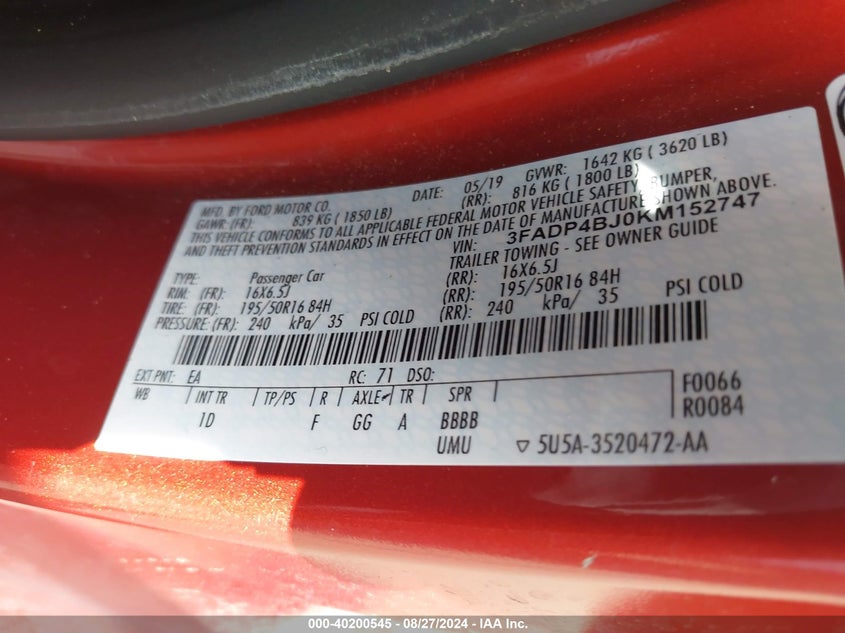 MFD. BY FORD MOTOR CO.
DATE: 05/19 GVWR: 1642 KG ( 3620 LB)
GAWR: (FR): 839 KG ( 1850 LB) (RR): 816 KG ( 1800 LB)
THIS VEHICLE CONFORMS TO ALL APPLICABLE FEDERAL MOTOR VEHICLE SAFETY, BUMPER,
AND THEFT PREVENTION STANDARDS IN EFFECT ON THE DATE OF MANUFACTURE SHOWN ABOVE.
VIN: 3FADP4BJ0KM152747
TYPE: Passenger Car TRAILER TOWING - SEE OWNER GUIDE
RIM: (FR): 16X6.5J (RR): 16X6.5J
TIRE: (FR): 195/50R16 84H (RR): 195/50R16 84H
PRESSURE: (FR): 240 kPa/ 35 PSI COLD (RR): 240 kPa/ 35 PSI COLD
EXT PNT: EA RC: 71 DSO:
WB INT TR TP/PS R AXLE TR SPR
1D F GG A BBBB
UMU
F0066
R0084
5U5A-3520472-AA
000-40200545 - 08/27/2024 - IAA Inc.